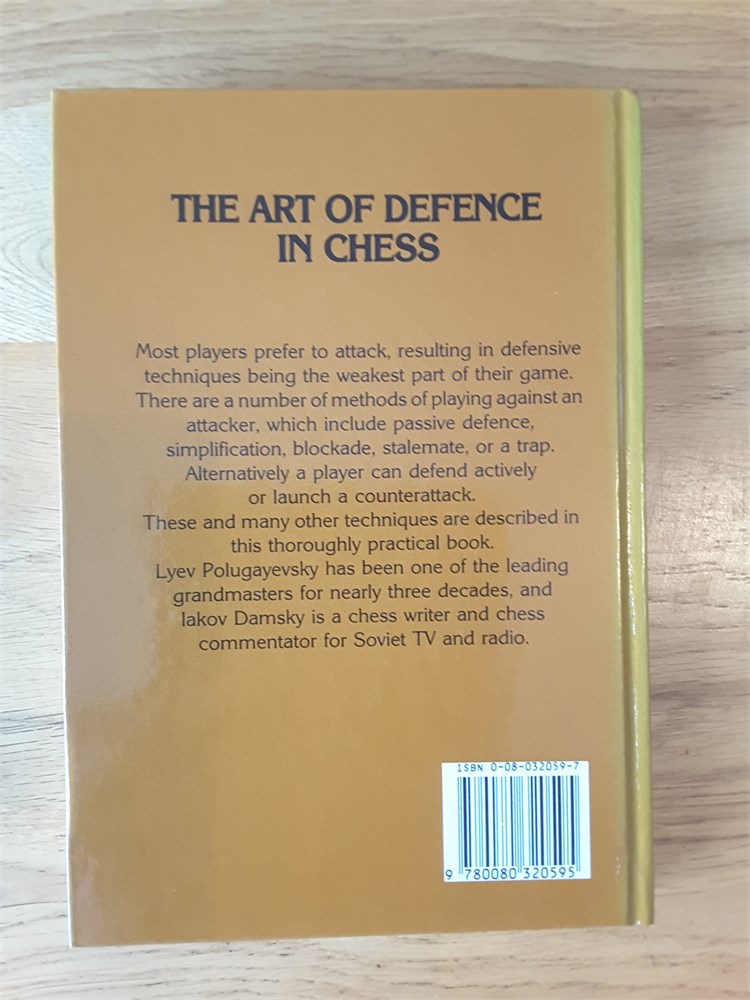 THE ART OF DEFENCE
IN CHESS
Most players prefer to attack, resulting in defensive
techniques being the weakest part of their game.
There are a number of methods of playing against an
attacker, which include passive defence,
simplification, blockade, stalemate, or a trap.
Alternatively a player can defend actively
or launch a counterattack.
These and many other techniques are described in
this thoroughly practical book.
Lyev Polugayevsky has been one of the leading
grandmasters for nearly three decades, and
Iakov Damsky is a chess writer and chess
commentator for Soviet TV and radio.
ISBN 0-08-032059-7
9 780080 320595